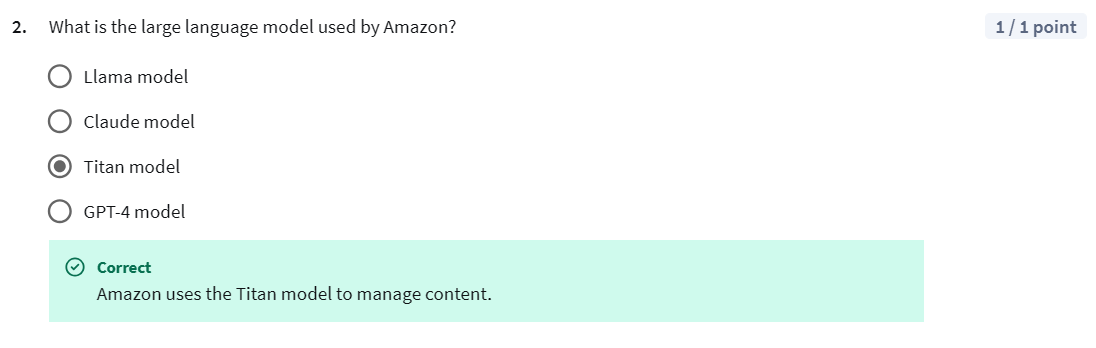 2. What is the large language model used by Amazon? 1 / 1 point
Llama model
Claude model
Titan model
GPT-4 model
Correct
Amazon uses the Titan model to manage content.